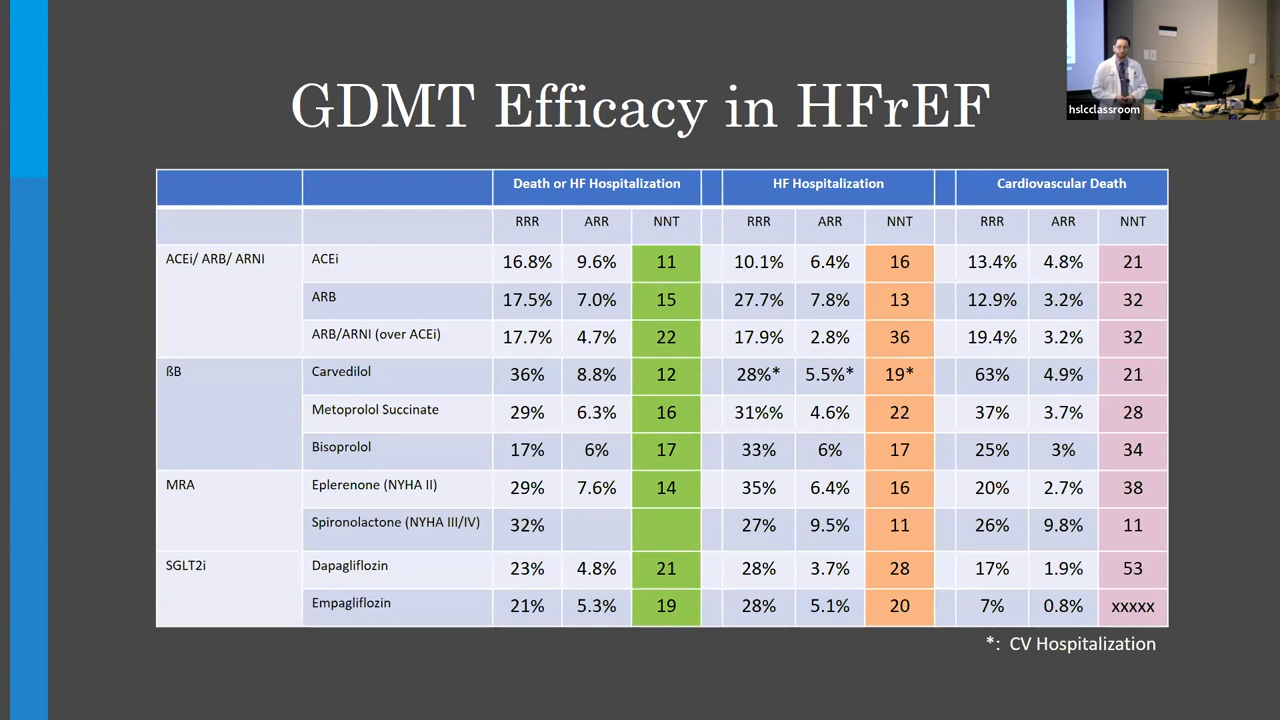 hslcclassroom
GDMT Efficacy in HFrEF
Death or HF Hospitalization HF Hospitalization Cardiovascular Death
RRR ARR NNT RRR ARR NNT RRR ARR NNT
ACEi/ ARB/ ARNI ACEi 16.8% 9.6% 11 10.1% 6.4% 16 13.4% 4.8% 21
ARB 17.5% 7.0% 15 27.7% 7.8% 13 12.9% 3.2% 32
ARB/ARNI (over ACEi) 17.7% 4.7% 22 17.9% 2.8% 36 19.4% 3.2% 32
ßB Carvedilol 36% 8.8% 12 28%* 5.5%* 19* 63% 4.9% 21
Metoprolol Succinate 29% 6.3% 16 31%% 4.6% 22 37% 3.7% 28
Bisoprolol 17% 6% 17 33% 6% 17 25% 3% 34
MRA Eplerenone (NYHA II) 29% 7.6% 14 35% 6.4% 16 20% 2.7% 38
Spironolactone (NYHA III/IV) 32% 27% 9.5% 11 26% 9.8% 11
SGLT2i Dapagliflozin 23% 4.8% 21 28% 3.7% 28 17% 1.9% 53
Empagliflozin 21% 5.3% 19 28% 5.1% 20 7% 0.8% xxxxx
*: CV Hospitalization